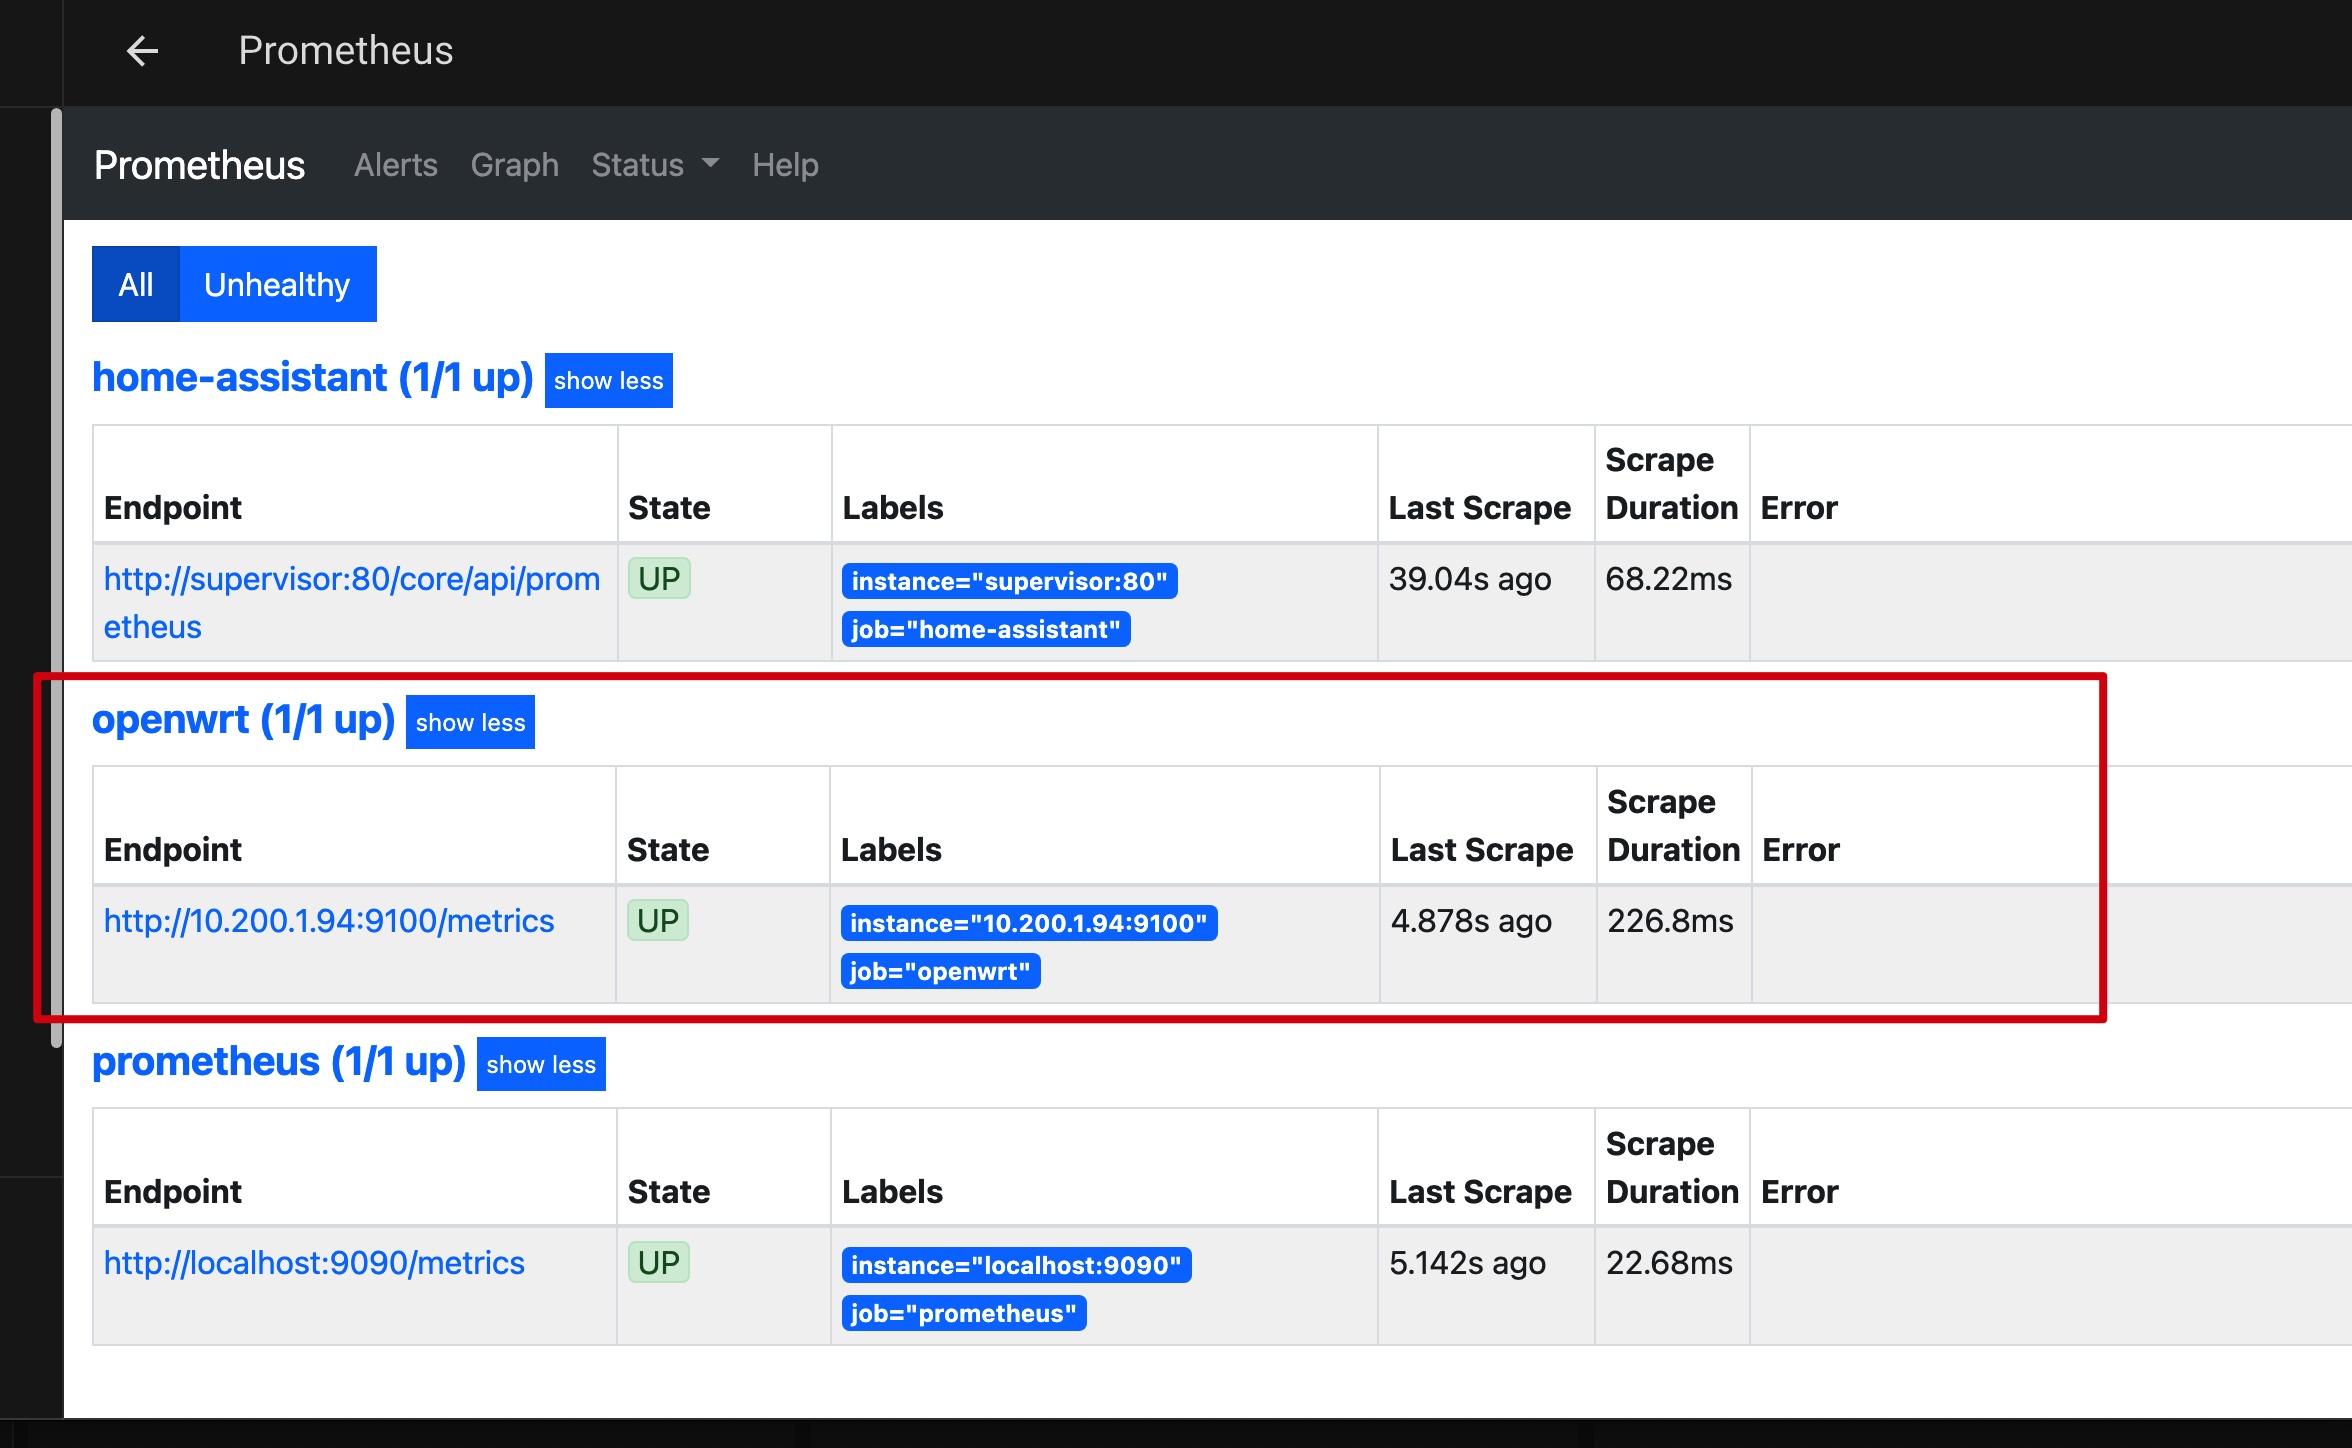 Prometheus
Prometheus Alerts Graph Status Help
All Unhealthy
home-assistant (1/1 up) show less
Endpoint State Labels Last Scrape Scrape Duration Error
http://supervisor:80/core/api/prometheus UP instance="supervisor:80" job="home-assistant" 39.04s ago 68.22ms
openwrt (1/1 up) show less
Endpoint State Labels Last Scrape Scrape Duration Error
http://10.200.1.94:9100/metrics UP instance="10.200.1.94:9100" job="openwrt" 4.878s ago 226.8ms
prometheus (1/1 up) show less
Endpoint State Labels Last Scrape Scrape Duration Error
http://localhost:9090/metrics UP instance="localhost:9090" job="prometheus" 5.142s ago 22.68ms